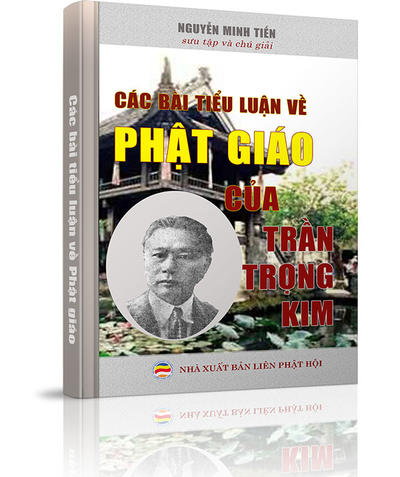 NGUYỄN MINH TIẾN
sưu tập và chú giải
CÁC BÀI TIỂU LUẬN VỀ
PHẬT GIÁO
CỦA
TRẦN
TRỌNG
KIM
NHÀ XUẤT BẢN LIÊN PHẬT HỘI
Các bài tiểu luận về Phật giáo